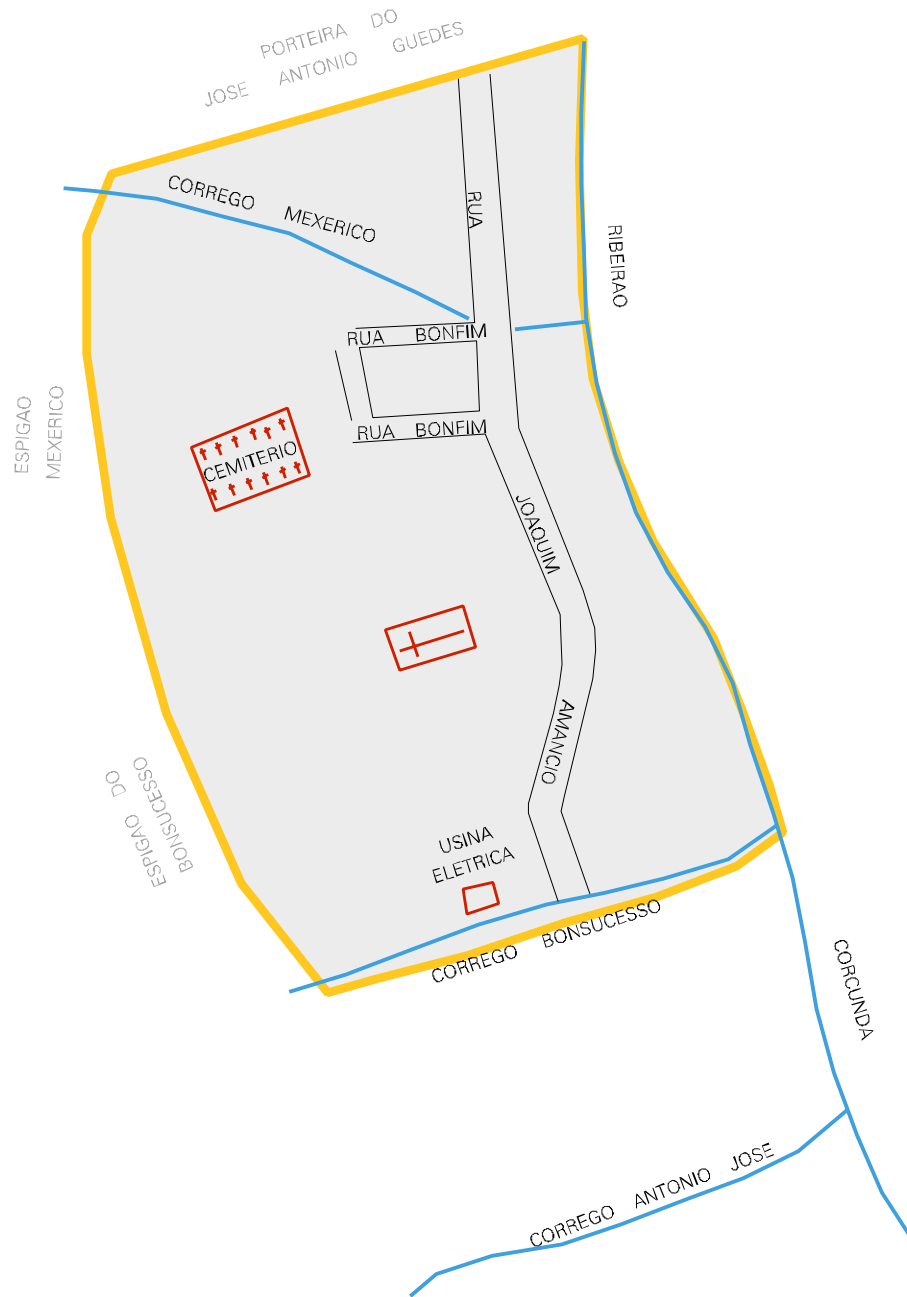 PORTEIRA DO
JOSE ANTONIO GUEDES
CORREGO MEXERICO
RUA
RIBEIRAO
RUA BONFIM
RUA BONFIM
ESPIGAO
MEXERICO
CEMITERIO
JOAQUIM
AMANCIO
ESPIGAO DO
BONSUCESSO
USINA
ELETRICA
CORREGO BONSUCESSO
CORCUNDA
CORREGO ANTONIO JOSE